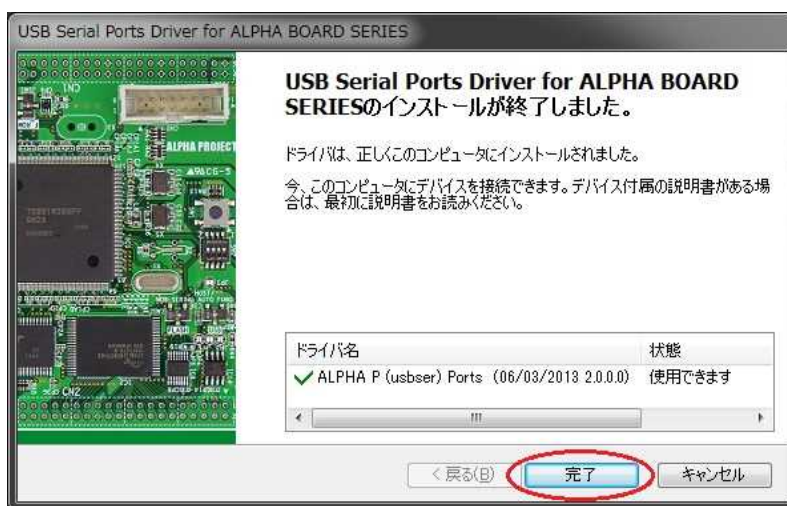 USB Serial Ports Driver for ALPHA BOARD SERIES
USB Serial Ports Driver for ALPHA BOARD
SERIESのインストールが終了しました。
ドライバは、正しくこのコンピュータにインストールされました。
今、このコンピュータにデバイスを接続できます。デバイス付属の説明書がある場
合は、最初に説明書をお読みください。
ドライバ名 状態
ALPHA P (usbser) Ports (06/03/2013 2.0.0.0) 使用できます
< 戻る(B) 完了 キャンセル
CN1
ALPHA PROJECT
FLASH
CN2